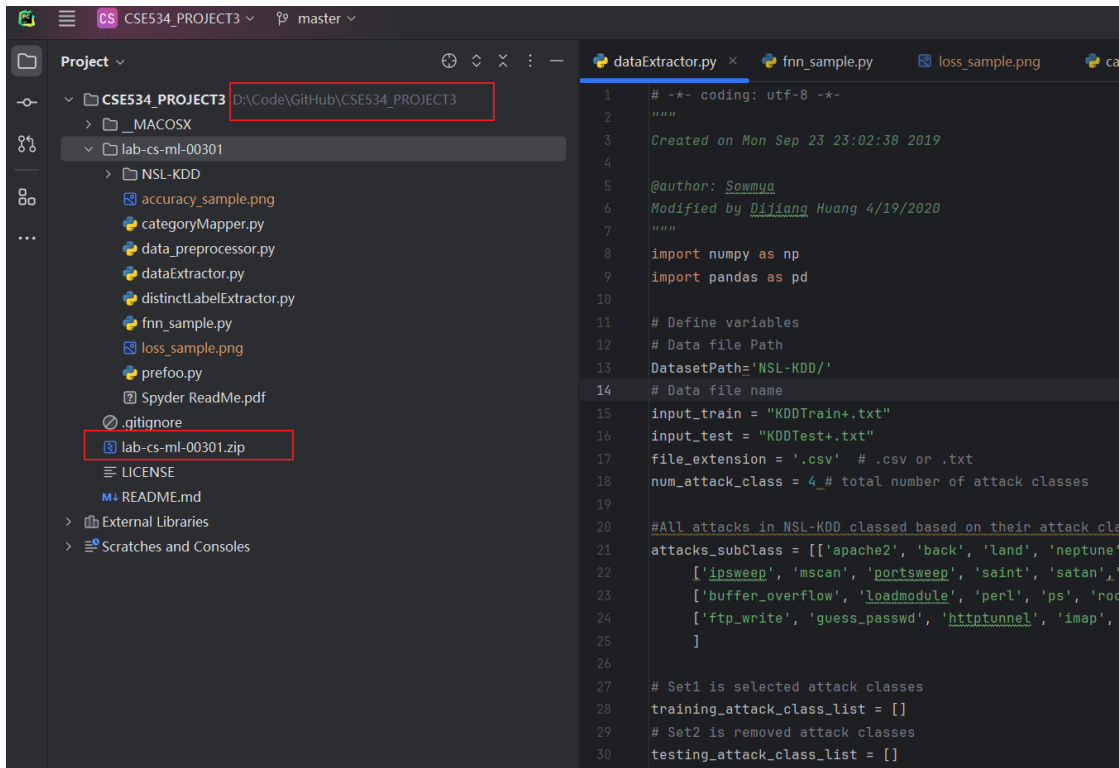 PC
CS CSE534_PROJECT3 master
Project
CSE534_PROJECT3 D:\Code\GitHub\CSE534_PROJECT3
__MACOSX
lab-cs-ml-00301
NSL-KDD
accuracy_sample.png
categoryMapper.py
data_preprocessor.py
dataExtractor.py
distinctLabelExtractor.py
fnn_sample.py
loss_sample.png
prefoo.py
? Spyder ReadMe.pdf
.gitignore
lab-cs-ml-00301.zip
LICENSE
M↓ README.md
External Libraries
Scratches and Consoles
dataExtractor.py × fnn_sample.py loss_sample.png ca
1 # -*- coding: utf-8 -*-
2 """
3 Created on Mon Sep 23 23:02:38 2019
4
5 @author: Sowmya
6 Modified by Dijiang Huang 4/19/2020
7 """
8 import numpy as np
9 import pandas as pd
10
11 # Define variables
12 # Data file Path
13 DatasetPath='NSL-KDD/'
14 # Data file name
15 input_train = "KDDTrain+.txt"
16 input_test = "KDDTest+.txt"
17 file_extension = '.csv' # .csv or .txt
18 num_attack_class = 4 # total number of attack classes
19
20 #All attacks in NSL-KDD classed based on their attack cla
21 attacks_subClass = [['apache2', 'back', 'land', 'neptune'
22 ['ipsweep', 'mscan', 'portsweep', 'saint', 'satan','
23 ['buffer_overflow', 'loadmodule', 'perl', 'ps', 'roo
24 ['ftp_write', 'guess_passwd', 'httptunnel', 'imap',
25 ]
26
27 # Set1 is selected attack classes
28 training_attack_class_list = []
29 # Set2 is removed attack classes
30 testing_attack_class_list = []